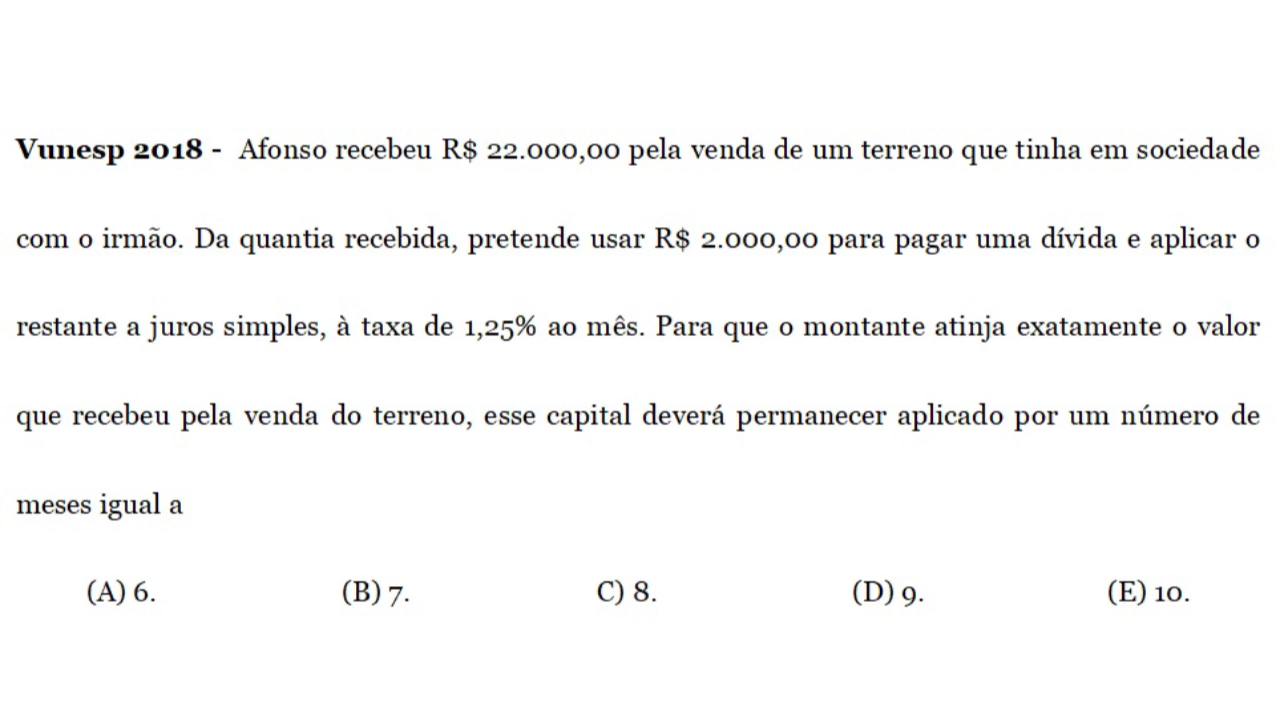 Vunesp 2018 - Afonso recebeu R$ 22.000,00 pela venda de um terreno que tinha em sociedade
com o irmão. Da quantia recebida, pretende usar R$ 2.000,00 para pagar uma dívida e aplicar o
restante a juros simples, à taxa de 1,25% ao mês. Para que o montante atinja exatamente o valor
que recebeu pela venda do terreno, esse capital deverá permanecer aplicado por um número de
meses igual a
(A) 6. (B) 7. C) 8. (D) 9. (E) 10.